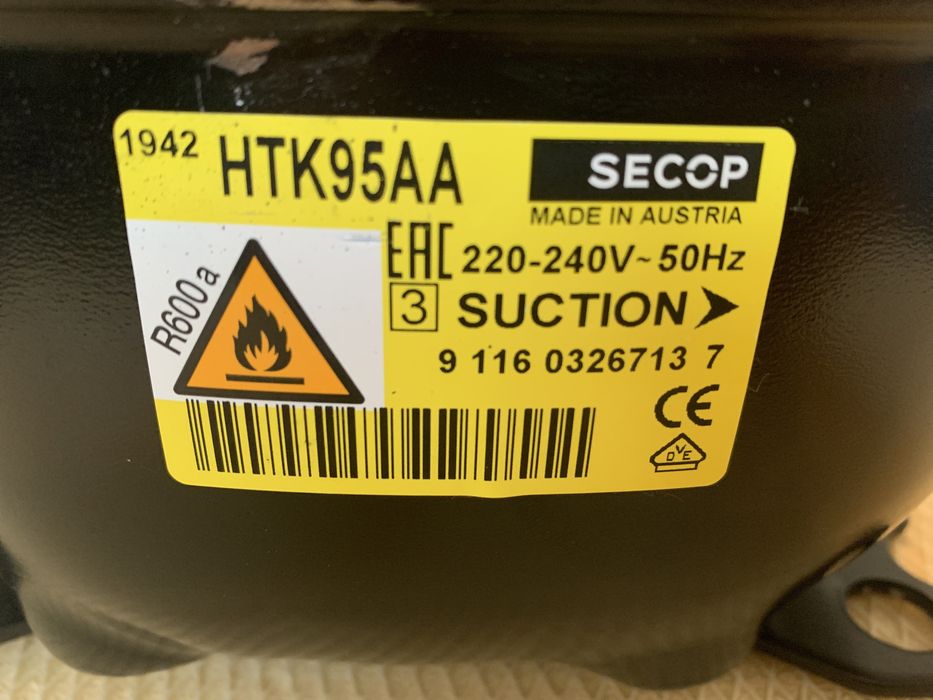 1942 HTK95AA
SECOP
MADE IN AUSTRIA
R600a
EAC 220-240V~50Hz
3 SUCTION
9 116 0326713 7
CE
DVE